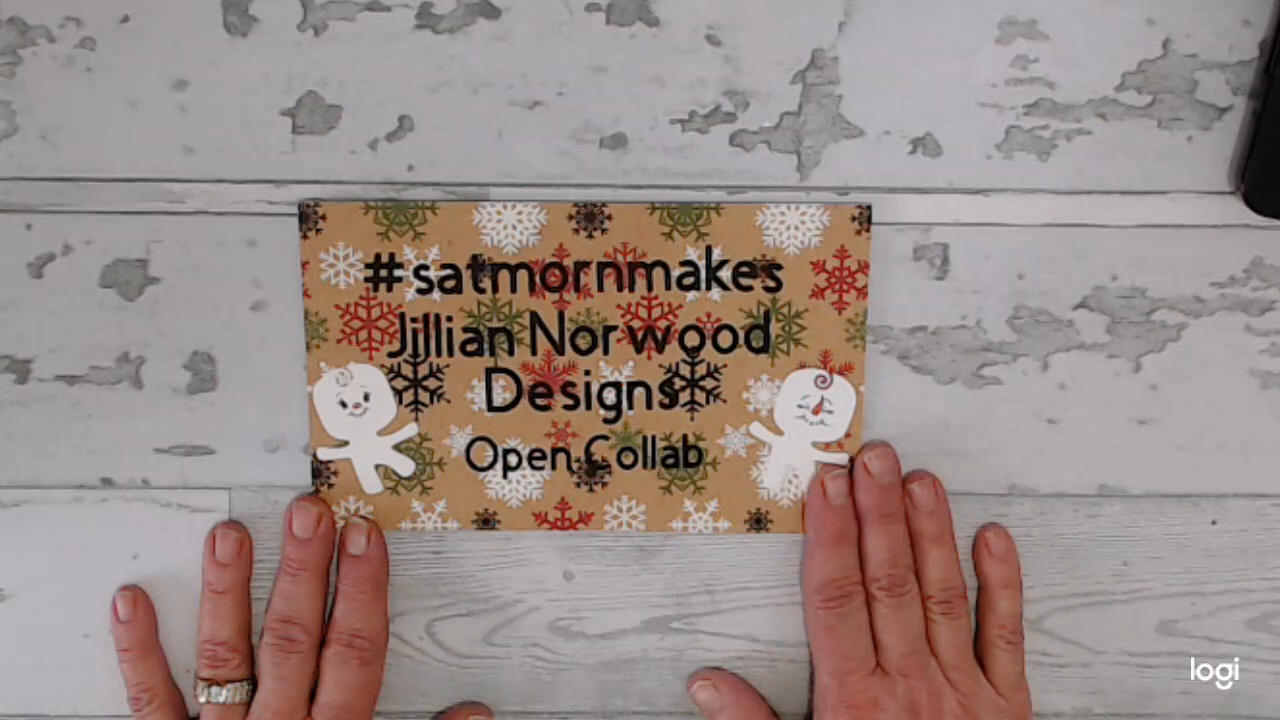 #satmornmakes
Jillian Norwood
Designs
Open Collab
logi